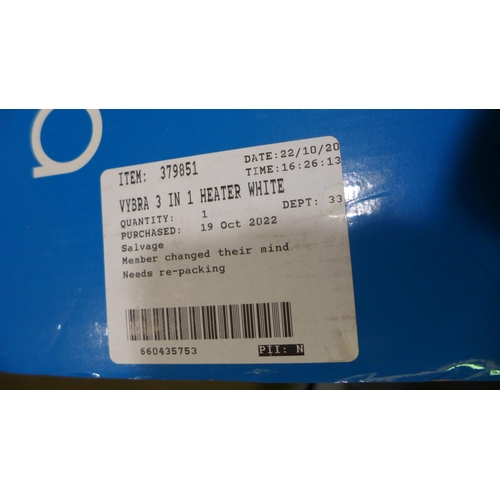 a
ITEM: 379851 DATE:22/10/20
VYBRA 3 IN 1 HEATER WHITE TIME:16:26:13
QUANTITY: 1 DEPT: 33
PURCHASED: 19 Oct 2022
Salvage
Member changed their mind
Needs re-packing
560435753 PII: N